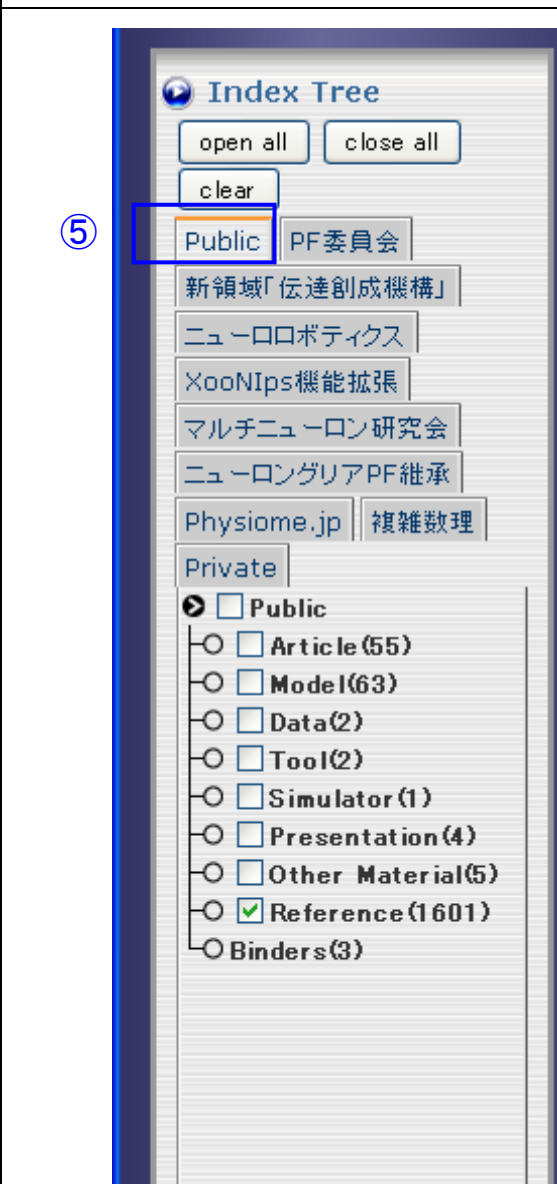 Index Tree
open all close all
clear
⑤
Public PF委員会
新領域「伝達創成機構」
ニューロロボティクス
XooNIps機能拡張
マルチニューロン研究会
ニューロングリアPF継承
Physiome.jp 複雑数理
Private
Public
Article(55)
Model(63)
Data(2)
Tool(2)
Simulator(1)
Presentation(4)
Other Material(5)
Reference(1601)
Binders(3)